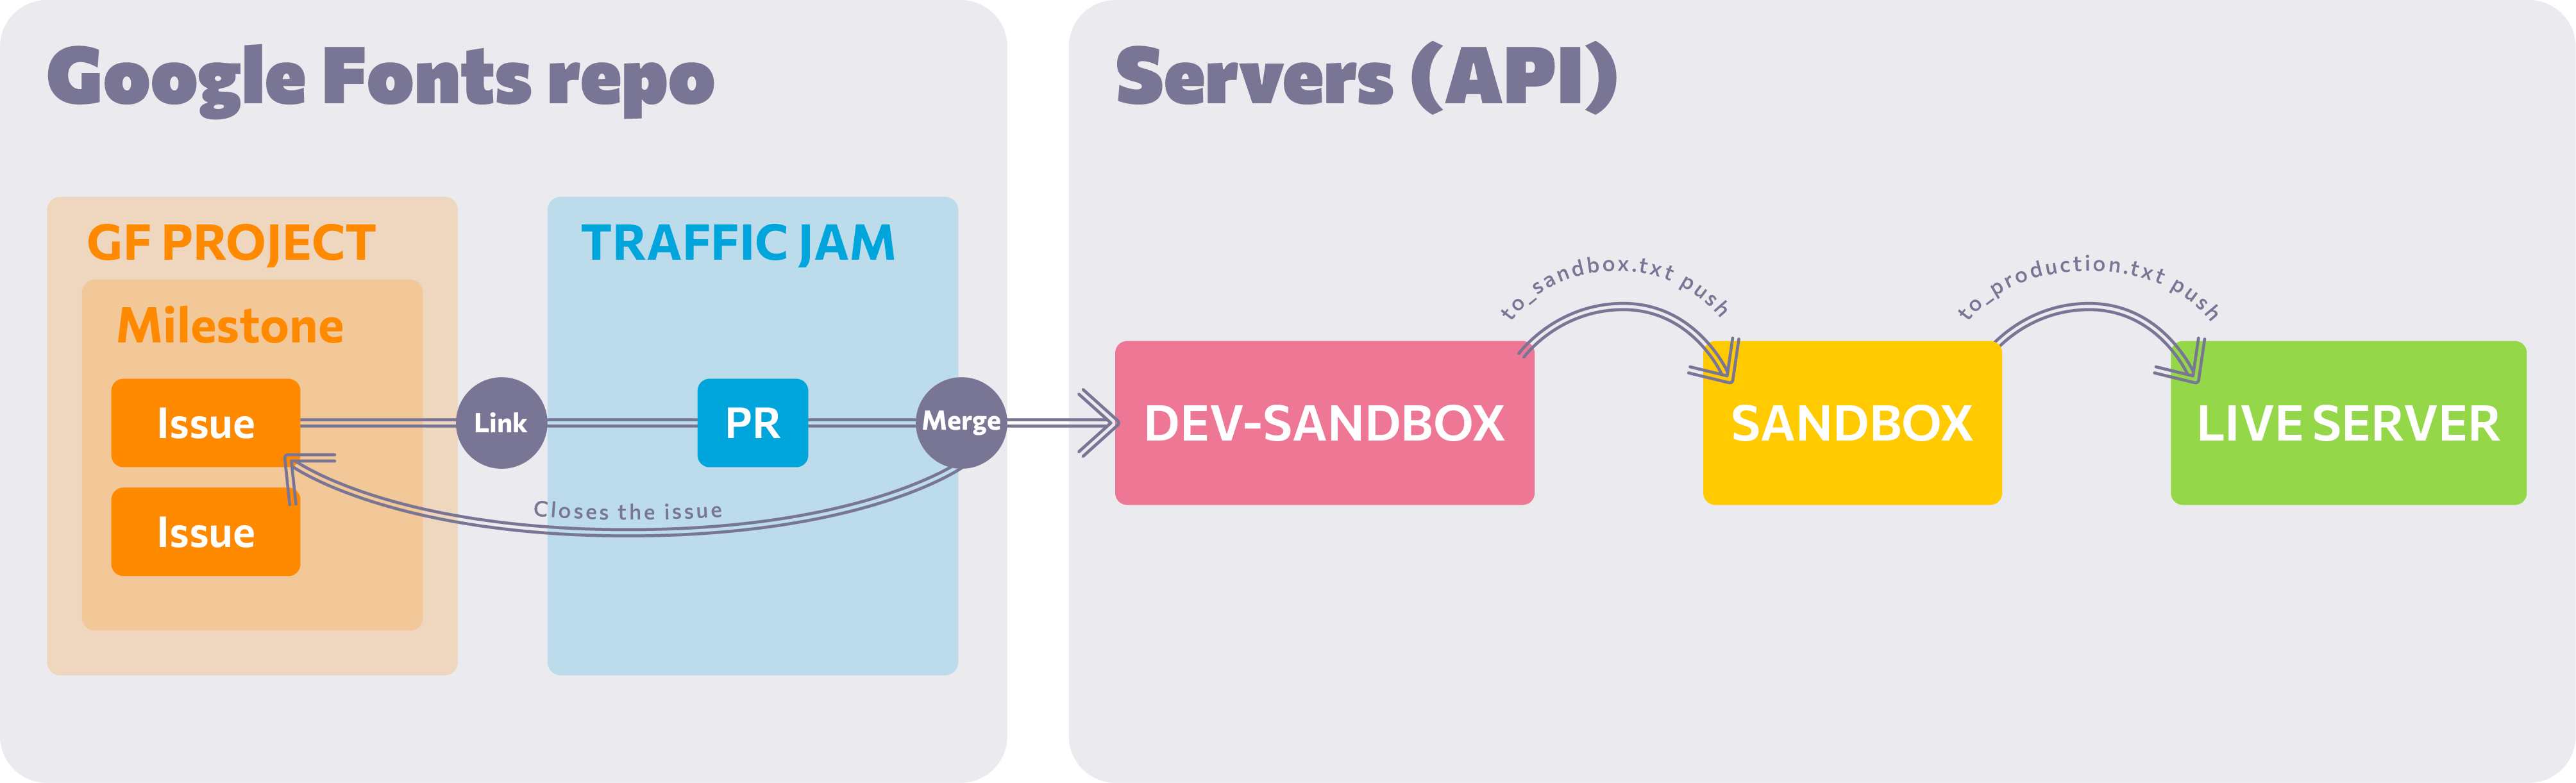 Google Fonts repo
GF PROJECT
Milestone
Issue
Issue
Link
TRAFFIC JAM
PR
Merge
Closes the issue
Servers (API)
DEV-SANDBOX
to_sandbox.txt push
SANDBOX
to_production.txt push
LIVE SERVER